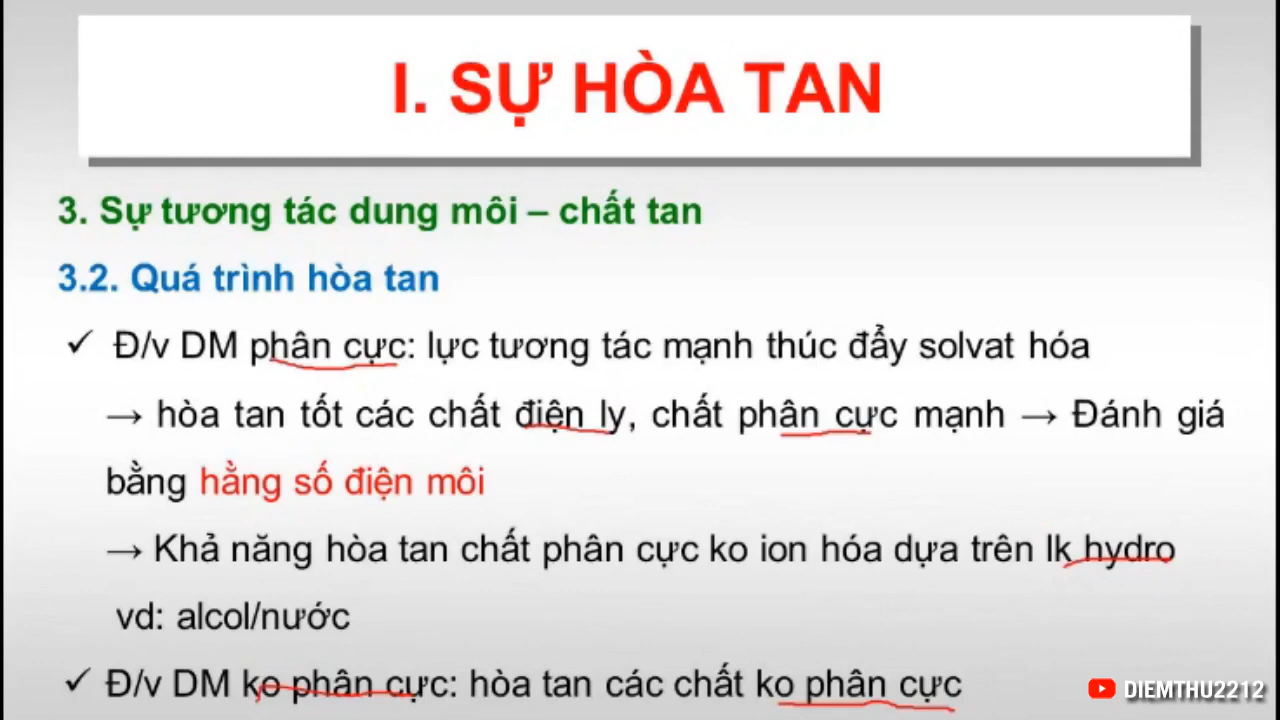 I. SỰ HÒA TAN
3. Sự tương tác dung môi – chất tan
3.2. Quá trình hòa tan
✓ Đ/v DM phân cực: lực tương tác mạnh thúc đẩy solvat hóa
→ hòa tan tốt các chất điện ly, chất phân cực mạnh → Đánh giá
bằng hằng số điện môi
→ Khả năng hòa tan chất phân cực ko ion hóa dựa trên lk hydro
vd: alcol/nước
✓ Đ/v DM ko phân cực: hòa tan các chất ko phân cực
DIEMTHU2212